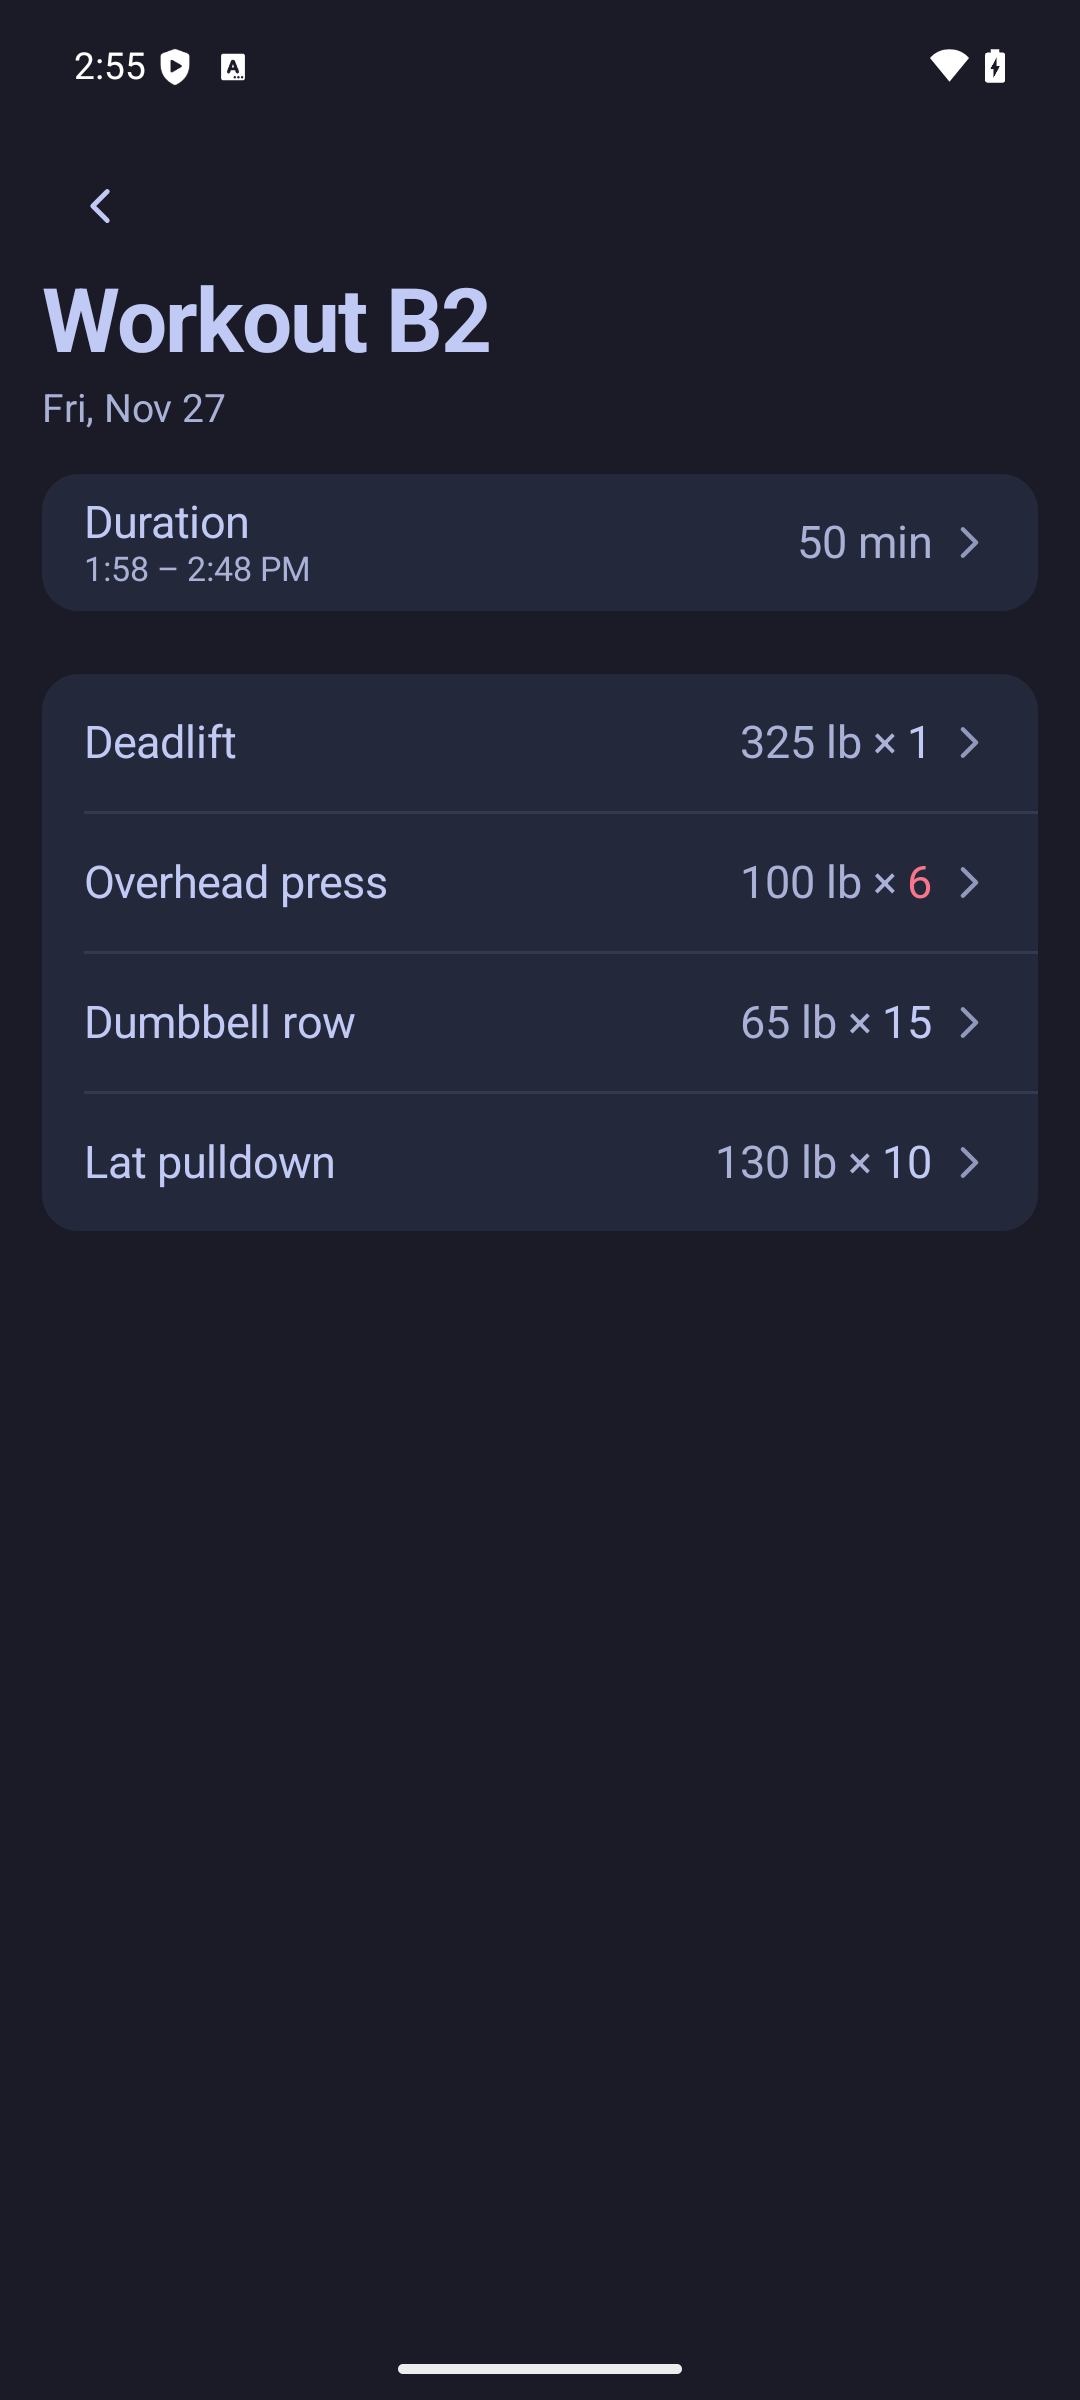 2:55
Workout B2
Fri, Nov 27
Duration
1:58 – 2:48 PM
50 min
Deadlift
325 lb × 1
Overhead press
100 lb × 6
Dumbbell row
65 lb × 15
Lat pulldown
130 lb × 10